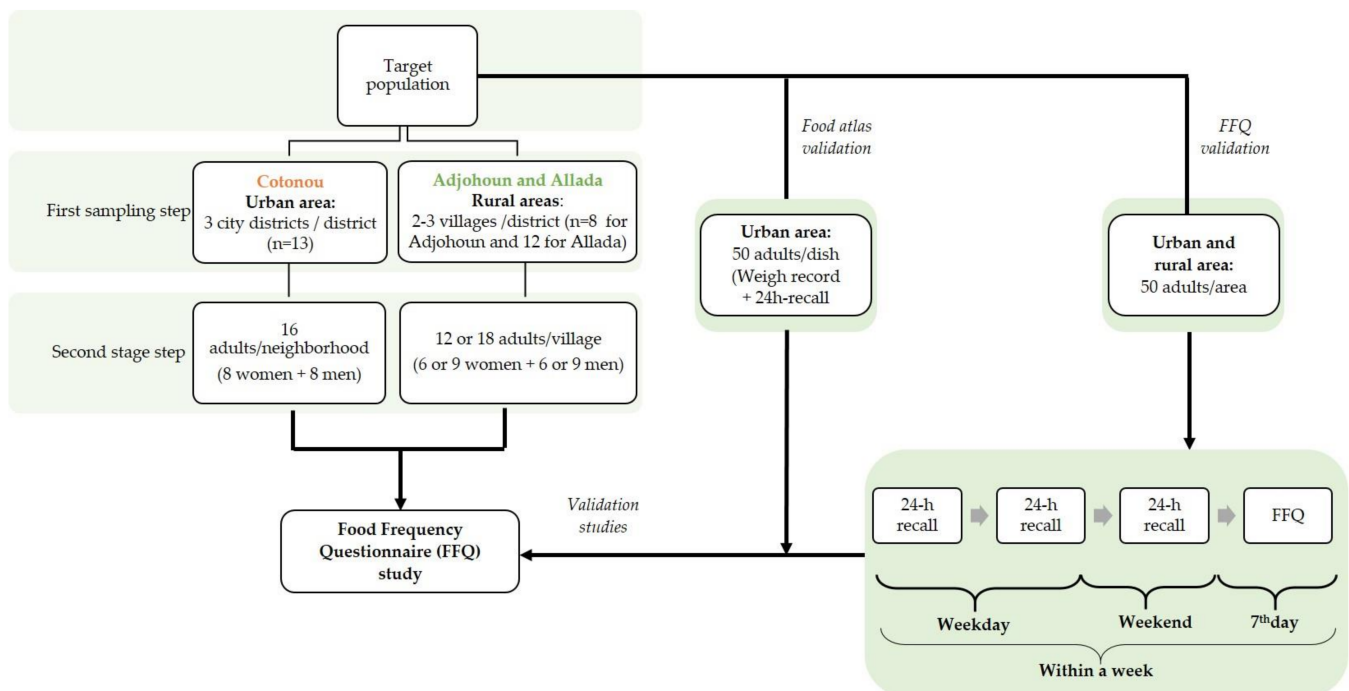 Target
population
Food atlas
validation
FFQ
validation
First sampling step
Cotonou
Urban area:
3 city districts / district
(n=13)
Adjohoun and Allada
Rural areas:
2-3 villages /district (n=8 for
Adjohoun and 12 for Allada)
Urban area:
50 adults/dish
(Weigh record
+ 24h-recall
Urban and
rural area:
50 adults/area
Second stage step
16
adults/neighborhood
(8 women + 8 men)
12 or 18 adults/village
(6 or 9 women + 6 or 9 men)
Validation
studies
Food Frequency
Questionnaire (FFQ)
study
24-h
recall
24-h
recall
24-h
recall
FFQ
Weekday
Weekend
7thday
Within a week